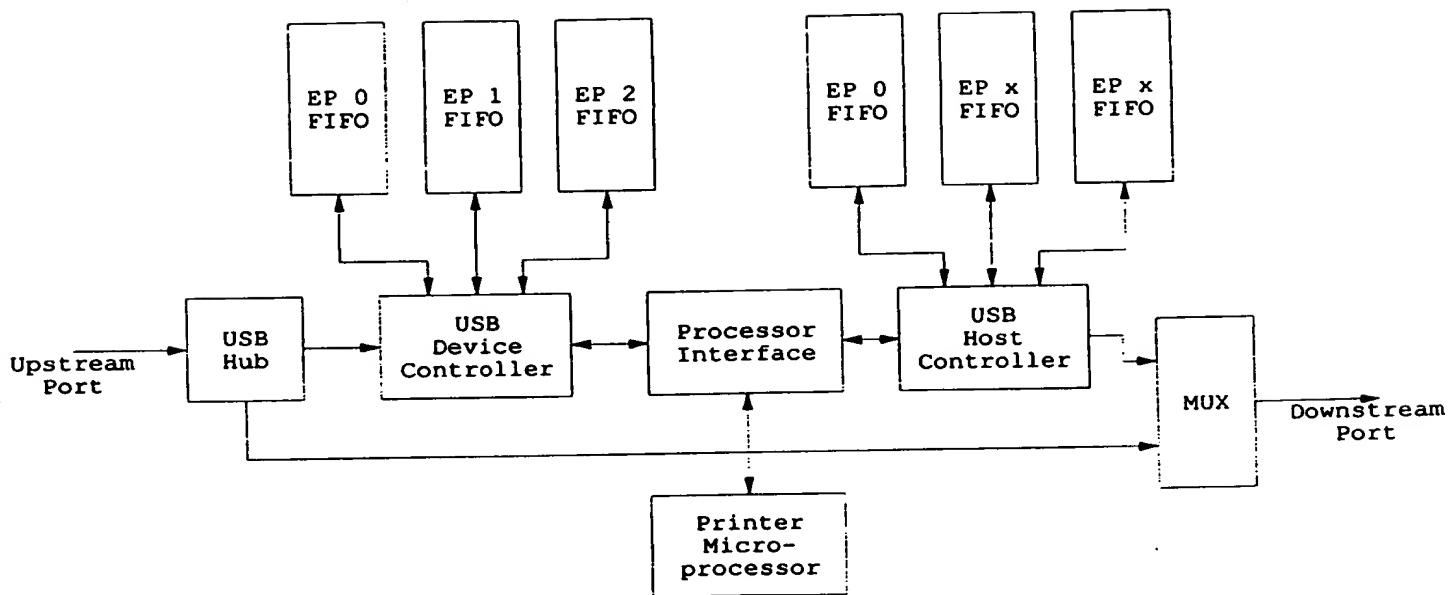 EP 0
FIFO
EP 1
FIFO
EP 2
FIFO
EP 0
FIFO
EP x
FIFO
EP x
FIFO
Upstream
Port
USB
Hub
USB
Device
Controller
Processor
Interface
USB
Host
Controller
MUX
Downstream
Port
Printer
Micro-
processor